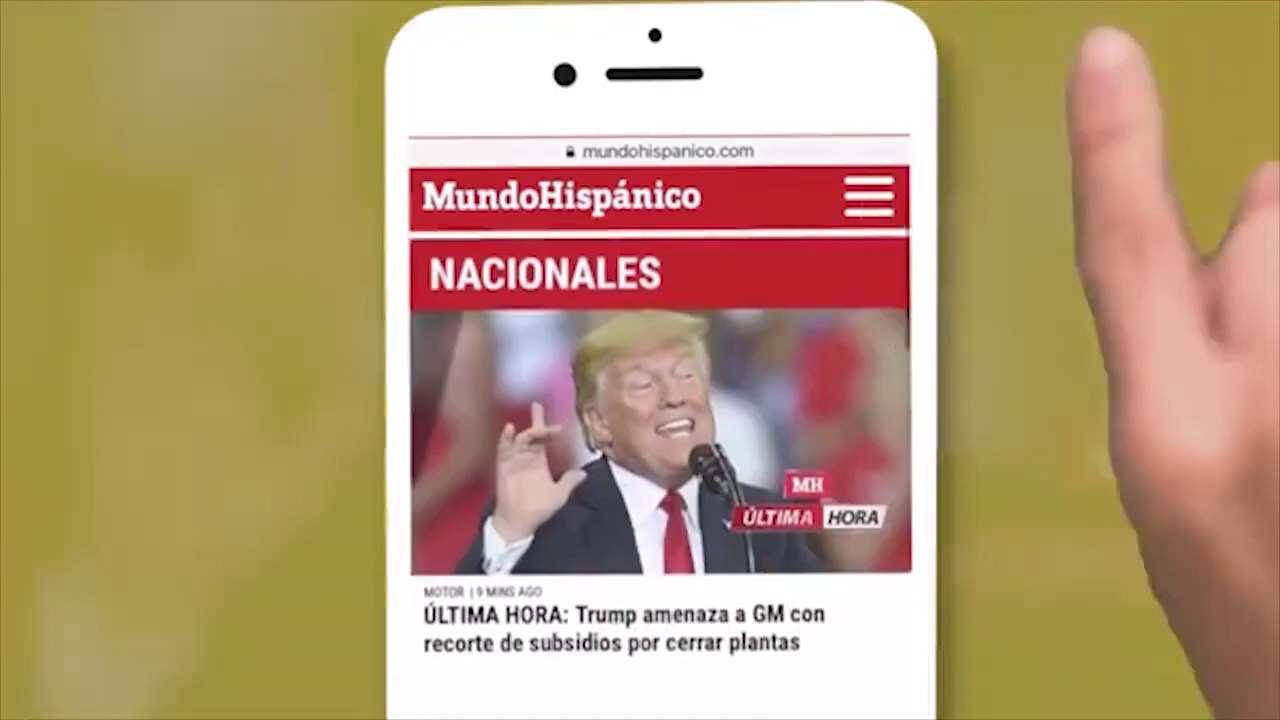 mundohispanico.com
MundoHispánico
NACIONALES
MH
ÚLTIMA HORA
MOTOR | 9 MINS AGO
ÚLTIMA HORA: Trump amenaza a GM con
recorte de subsidios por cerrar plantas